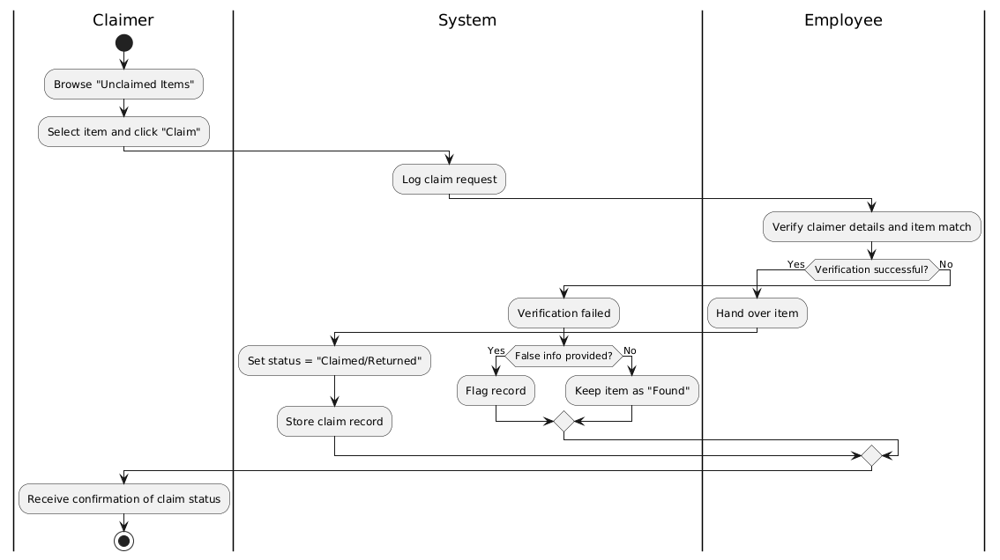 Claimer
System
Employee
Browse "Unclaimed Items"
Select item and click "Claim"
Log claim request
Verify claimer details and item match
Yes
Verification successful?
No
Verification failed
Hand over item
Set status = "Claimed/Returned"
Yes
False info provided?
No
Flag record
Keep item as "Found"
Store claim record
Receive confirmation of claim status